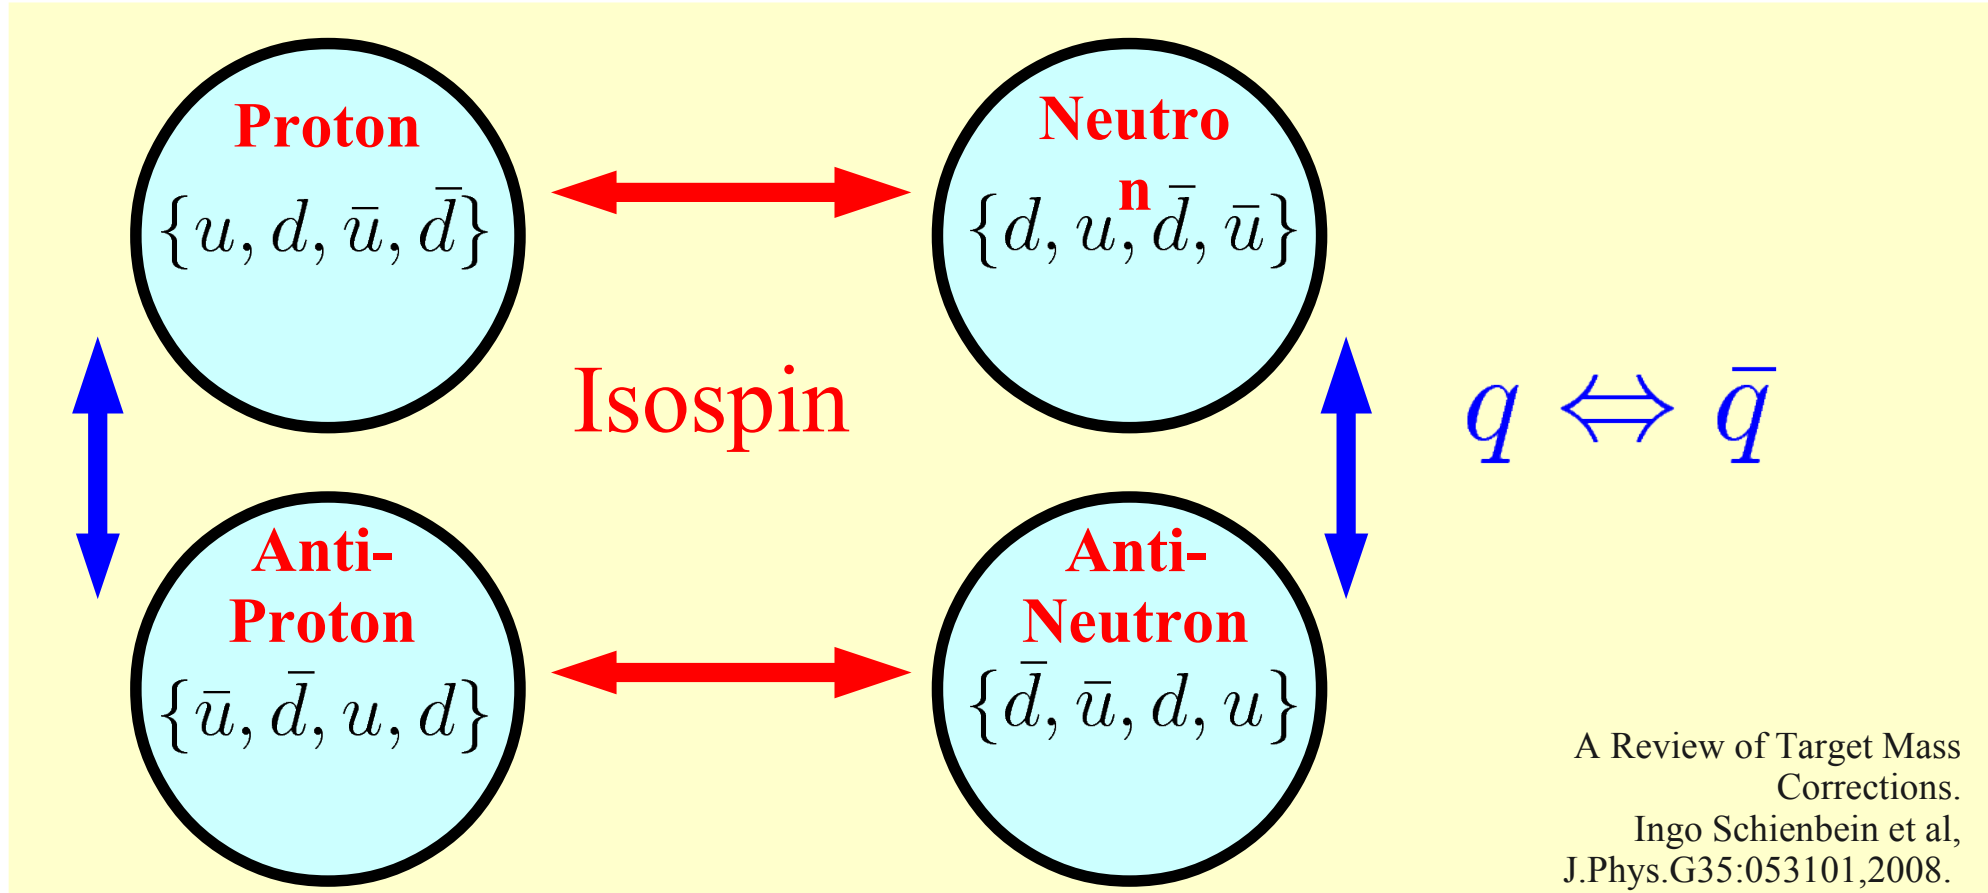 Proton
{u, d, ū, d̄}
Neutro
n
{d, u, d̄, ū}
Isospin
q ⇔ q̄
Anti-
Proton
{ū, d̄, u, d}
Anti-
Neutron
{d̄, ū, d, u}
A Review of Target Mass
Corrections.
Ingo Schienbein et al,
J.Phys.G35:053101,2008.